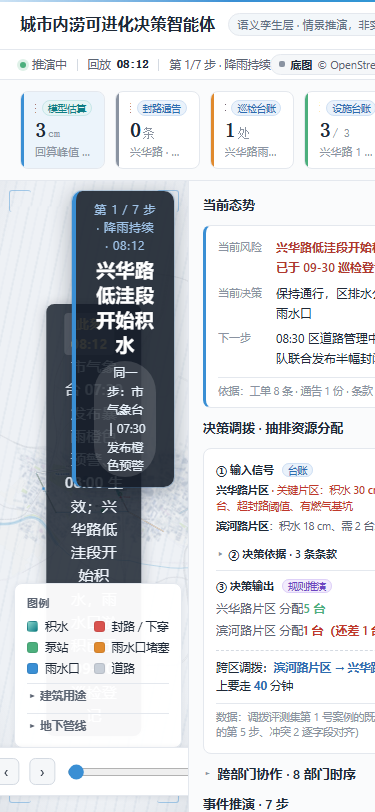 城市内涝可进化决策智能体
语义孪生层 · 情景推演，非
推演中 | 回放 08:12 | 第 1/7 步 · 降雨持续
底图 © OpenStre
模型估算
3 cm
回算峰值 ...
封路通告
0 条
兴华路 · ...
巡检台账
1 处
兴华路雨...
设施台账
3 / 3
兴华路 1 ...
第 1 / 7 步
· 降雨持续
· 08:12
兴华路
低洼段
开始积
水
同一
步：市
气象台
| 07:30
发布橙
色预警
08:12
08:00 生
效；兴
华路低
洼段开
始积
图例
积水
封路 / 下穿
泵站
雨水口堵塞
雨水口
道路
▸ 建筑用途
▸ 地下管线
‹ ›
当前态势
当前风险
兴华路低洼段开始积
已于 09-30 巡检登
当前决策
保持通行，区排水
雨水口
下一步
08:30 区道路管理中
队联合发布半幅封
依据：工单 8 条 · 通告 1 份 · 条款
决策调拨 · 抽排资源分配
① 输入信号 台账
兴华路片区 · 关键片区：积水 30 c
台、超封路阈值、有燃气基坑
滨河路片区：积水 18 cm、需 2 台
▸ ② 决策依据 · 3 条条款
③ 决策输出 规则推演
兴华路片区 分配5 台
滨河路片区 分配1 台（还差 1 台
跨区调拨：滨河路片区 → 兴华路
上要走 40 分钟
数据：调拨评测集第 1 号案例的既
的第 5 步、冲突 2 逐字段对齐)
▸ 跨部门协作 · 8 部门时序
事件推演 · 7 步